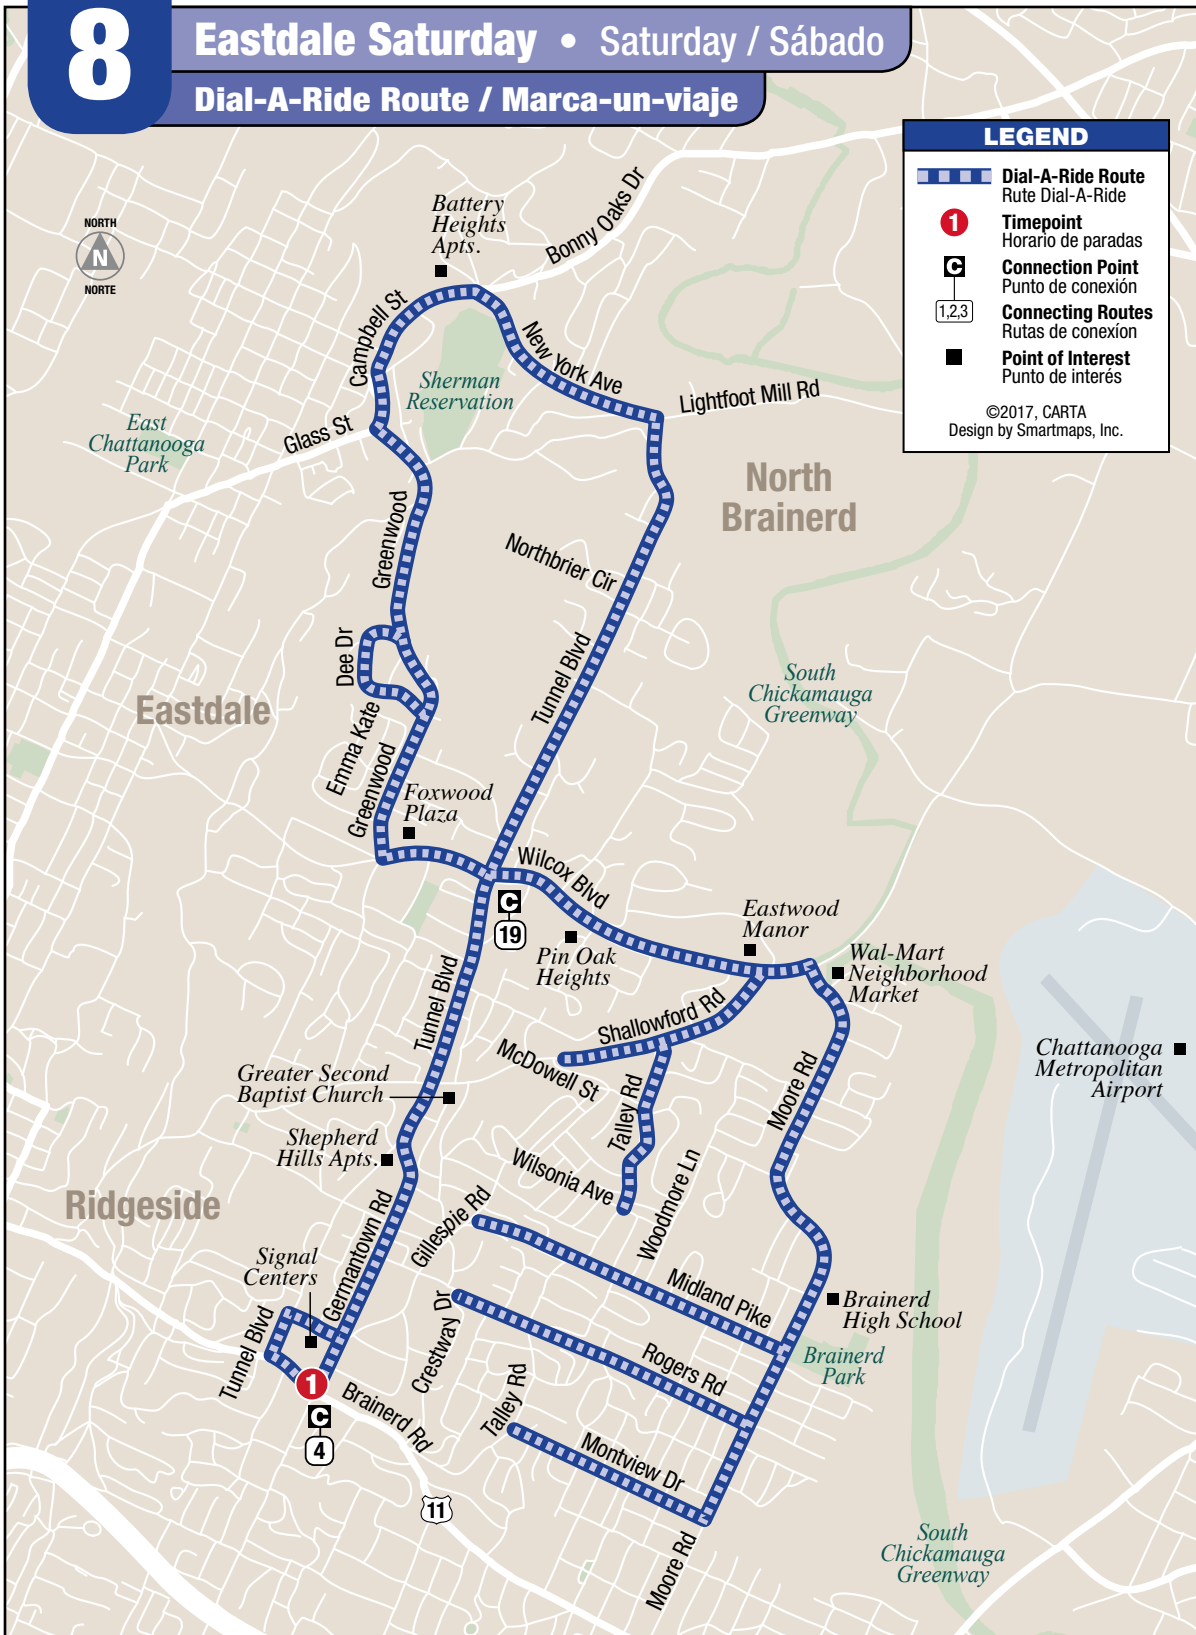 8
Eastdale Saturday • Saturday / Sábado
Dial-A-Ride Route / Marca-un-viaje
LEGEND
Dial-A-Ride Route
Rute Dial-A-Ride
1
Timepoint
Horario de paradas
C
Connection Point
Punto de conexión
1,2,3
Connecting Routes
Rutas de conexíon
Point of Interest
Punto de interés
©2017, CARTA
Design by Smartmaps, Inc.
NORTH
N
NORTE
Battery
Heights
Apts.
Bonny Oaks Dr
Campbell St
New York Ave
Sherman
Reservation
Lightfoot Mill Rd
East
Chattanooga
Park
Glass St
North
Brainerd
Greenwood
Northbrier Cir
Dee Dr
Tunnel Blvd
South
Chickamauga
Greenway
Eastdale
Emma Kate
Greenwood
Foxwood
Plaza
Wilcox Blvd
C
19
Pin Oak
Heights
Eastwood
Manor
Wal-Mart
Neighborhood
Market
Tunnel Blvd
Shallowford Rd
McDowell St
Chattanooga
Metropolitan
Airport
Greater Second
Baptist Church
Talley Rd
Moore Rd
Shepherd
Hills Apts.
Wilsonia Ave
Woodmore Ln
Ridgeside
Germantown Rd
Gillespie Rd
Signal
Centers
Midland Pike
Brainerd
High School
Tunnel Blvd
Crestway Dr
Rogers Rd
Brainerd
Park
1
C
4
Brainerd Rd
Talley Rd
Montview Dr
11
Moore Rd
South
Chickamauga
Greenway